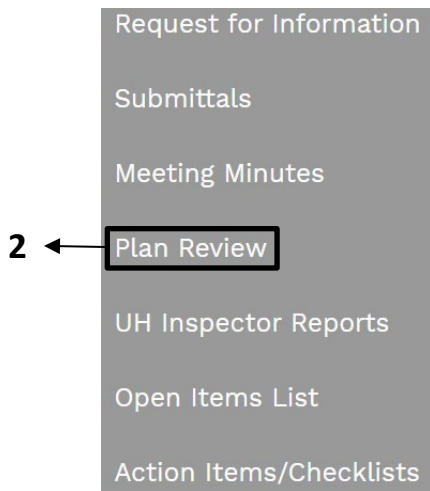 Request for Information
Submittals
Meeting Minutes
2 Plan Review
UH Inspector Reports
Open Items List
Action Items/Checklists